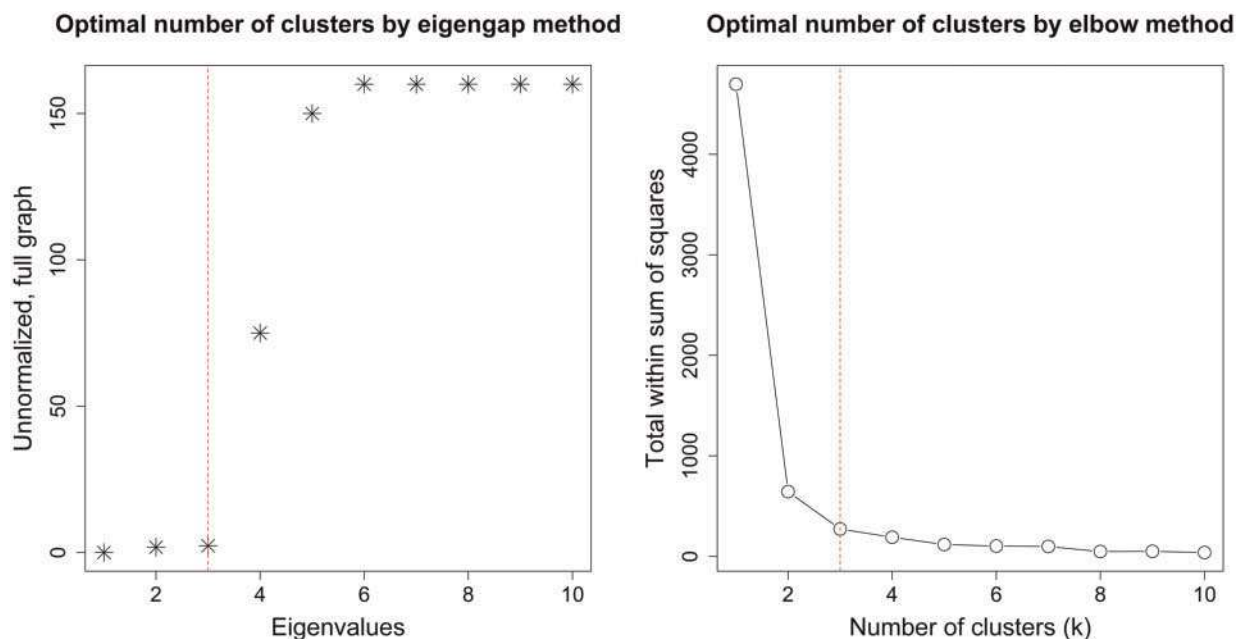 Optimal number of clusters by eigengap method
Unnormalized, full graph
150
100
50
0
2 4 6 8 10
Eigenvalues
Optimal number of clusters by elbow method
Total within sum of squares
4000
3000
2000
1000
0
2 4 6 8 10
Number of clusters (k)